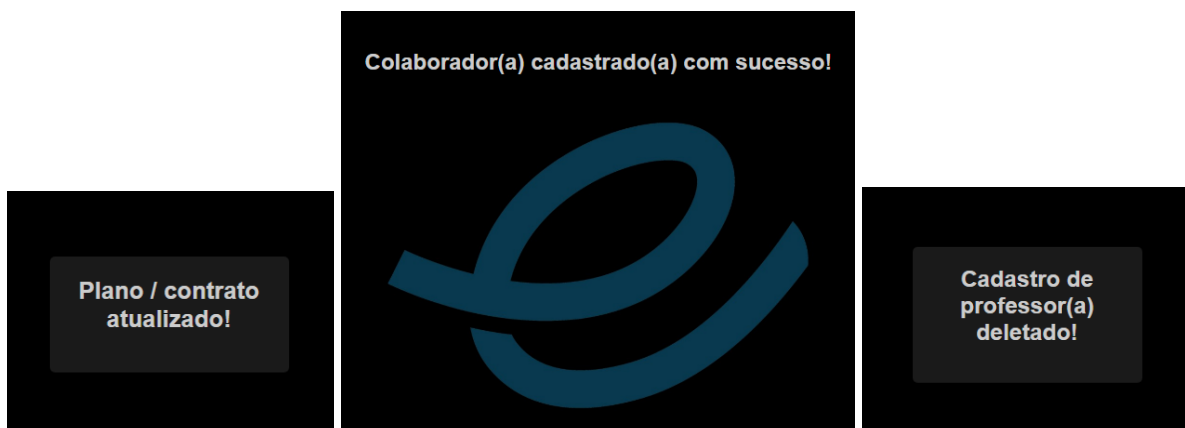 Plano / contrato
atualizado!
Colaborador(a) cadastrado(a) com sucesso!
Cadastro de
professor(a)
deletado!